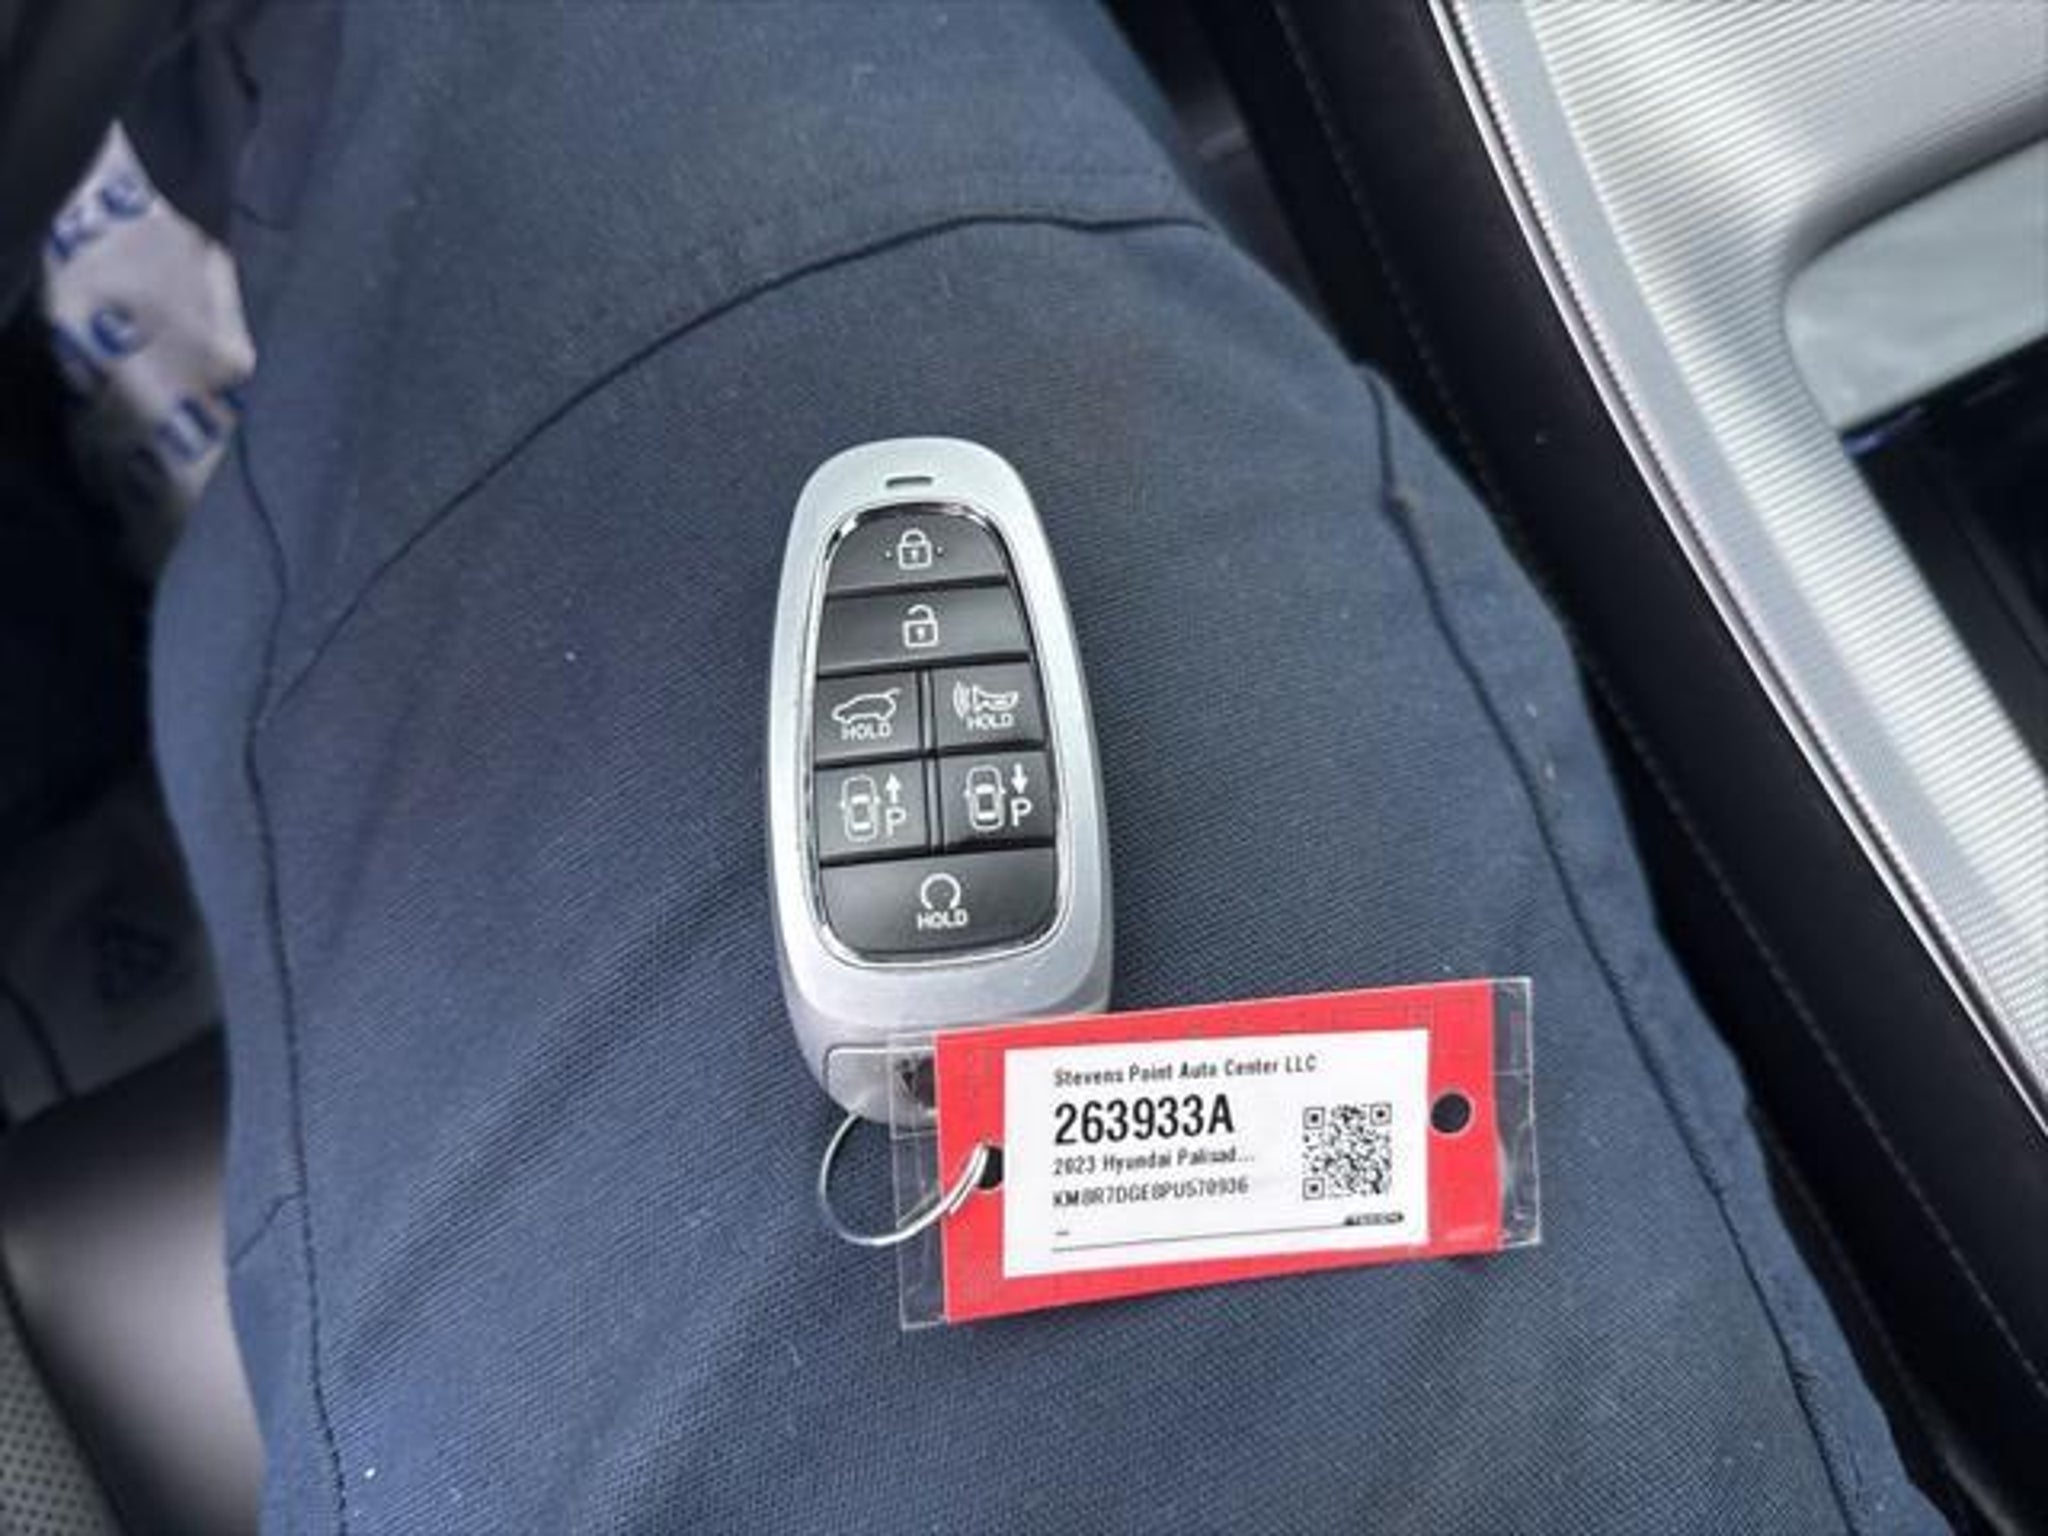 HOLD
HOLD
P
P
HOLD
Stevens Point Auto Center LLC
263933A
2023 Hyundai Palisad...
KM8R7DGE8PU570936